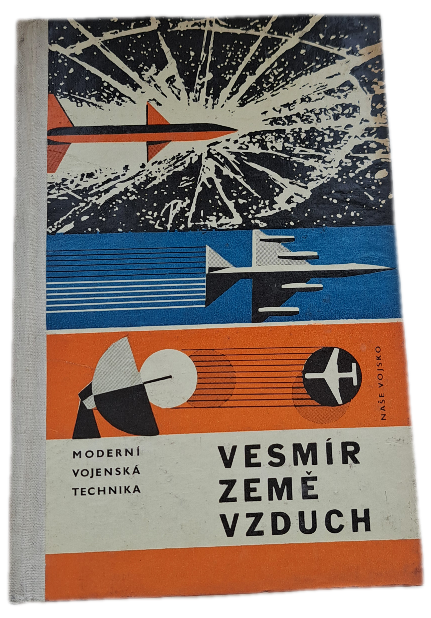 NAŠE VOJSKO
MODERNÍ
VOJENSKÁ
TECHNIKA
VESMÍR
ZEMĚ
VZDUCH